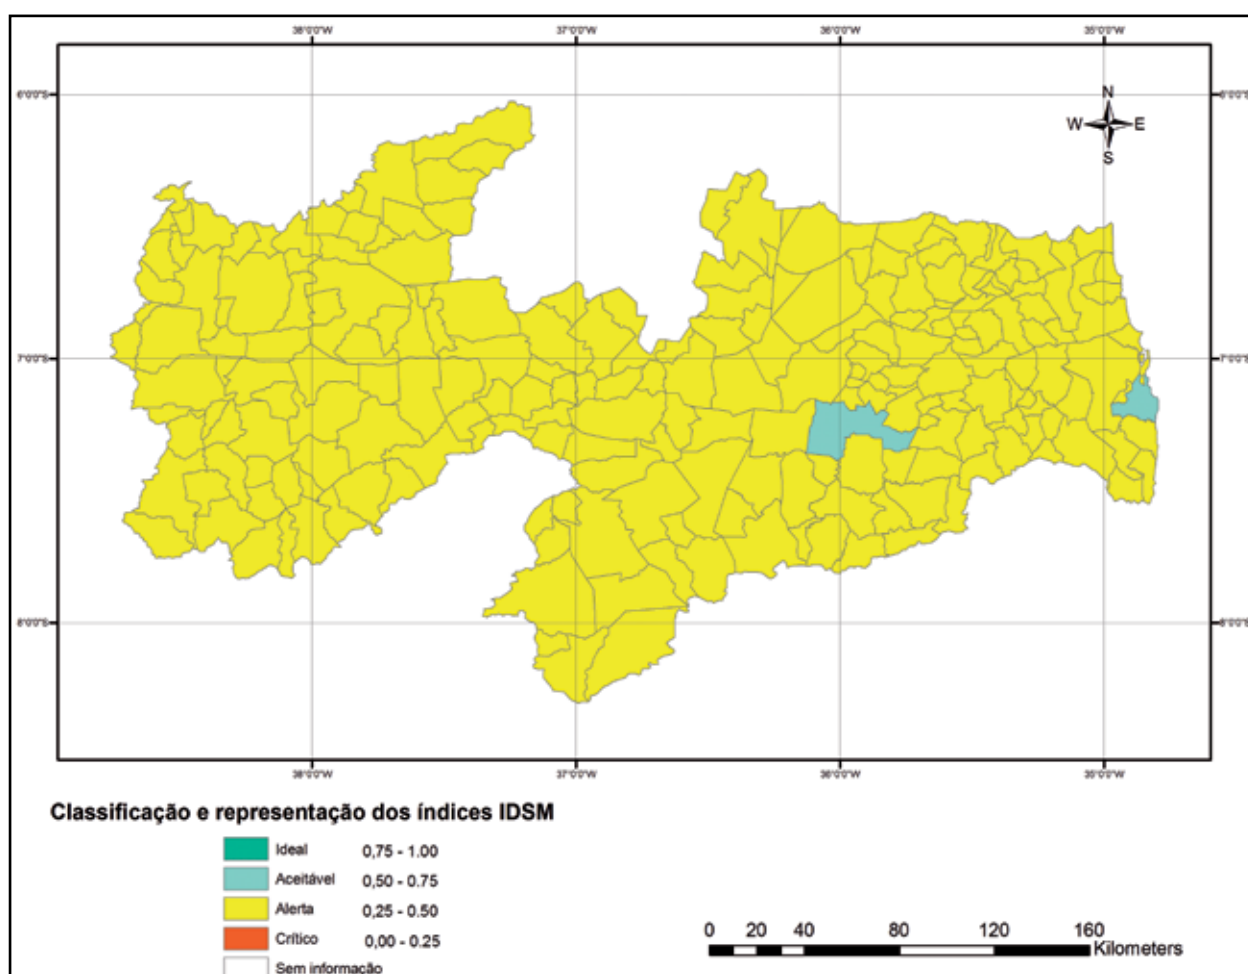 38°0'0"W 37°0'0"W 36°0'0"W 35°0'0"W
6°0'0"S 6°0'0"S
N
W E
S
7°0'0"S 7°0'0"S
8°0'0"S 8°0'0"S
38°0'0"W 37°0'0"W 36°0'0"W 35°0'0"W
Classificação e representação dos índices IDSM
Ideal 0,75 - 1.00
Aceitável 0,50 - 0.75
Alerta 0,25 - 0.50
Crítico 0,00 - 0.25
Sem informação
0 20 40 80 120 160
Kilometers